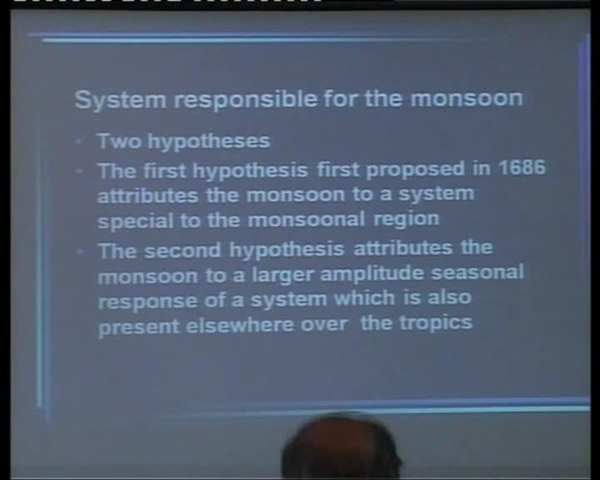 System responsible for the monsoon
Two hypotheses
The first hypothesis first proposed in 1686
attributes the monsoon to a system
special to the monsoonal region
The second hypothesis attributes the
monsoon to a larger amplitude seasonal
response of a system which is also
present elsewhere over the tropics